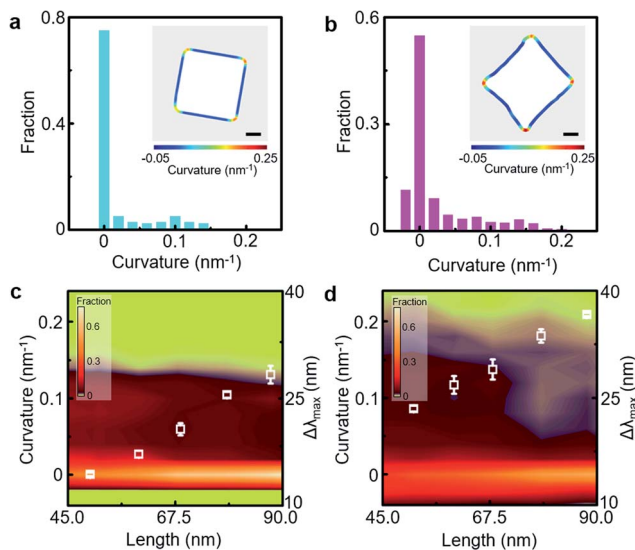 a
0.8
Fraction
0.4
0
-0.05
0.25
Curvature (nm⁻¹)
0
0.1
0.2
Curvature (nm⁻¹)
b
0.6
Fraction
0.3
0
-0.05
0.25
Curvature (nm⁻¹)
0
0.1
0.2
Curvature (nm⁻¹)
c
Fraction
0.6
0.3
0
0.2
0.1
0
Curvature (nm⁻¹)
40
25
10
Δλmax (nm)
45.0
67.5
90.0
Length (nm)
d
Fraction
0.6
0.3
0
0.2
0.1
0
Curvature (nm⁻¹)
40
25
10
Δλmax (nm)
45.0
67.5
90.0
Length (nm)